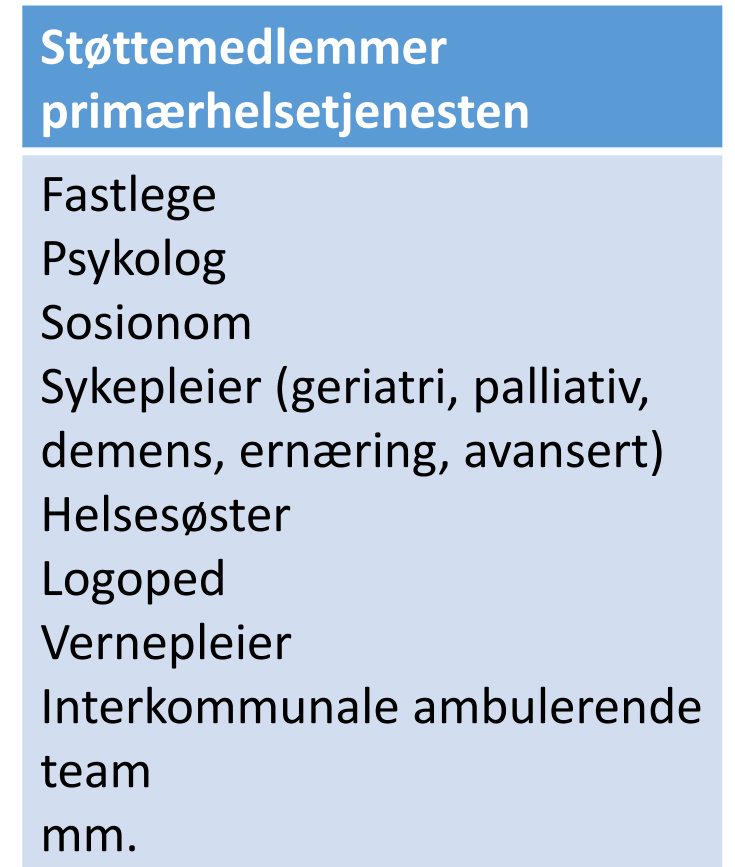 Støttemedlemmer
primærhelsetjenesten
Fastlege
Psykolog
Sosionom
Sykepleier (geriatri, palliativ,
demens, ernæring, avansert)
Helsesøster
Logoped
Vernepleier
Interkommunale ambulerende
team
mm.